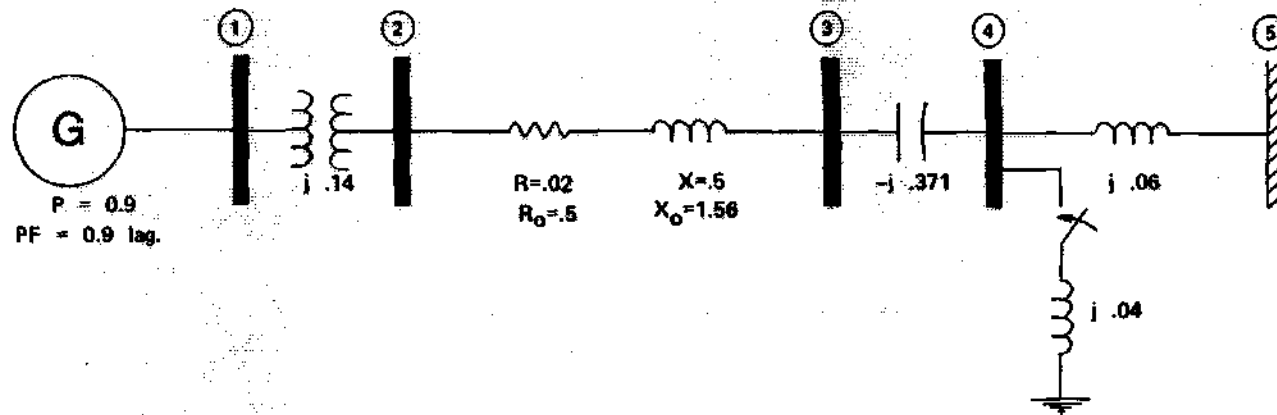 1
2
3
4
5
G
P = 0.9
PF = 0.9 lag.
j .14
R=.02
R₀=.5
X=.5
X₀=1.56
-j .371
j .06
j .04